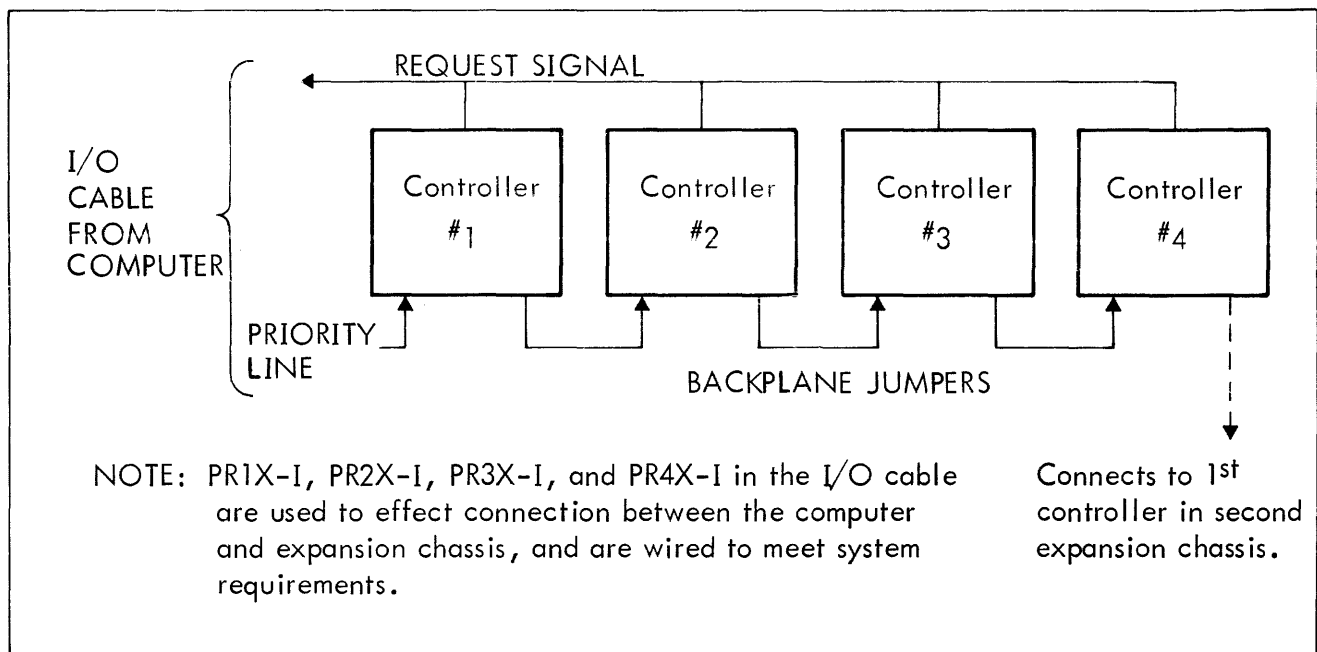 REQUEST SIGNAL
I/O
CABLE
FROM
COMPUTER
Controller
#1
Controller
#2
Controller
#3
Controller
#4
PRIORITY
LINE
BACKPLANE JUMPERS
NOTE: PR1X-I, PR2X-I, PR3X-I, and PR4X-I in the I/O cable
are used to effect connection between the computer
and expansion chassis, and are wired to meet system
requirements.
Connects to 1st
controller in second
expansion chassis.